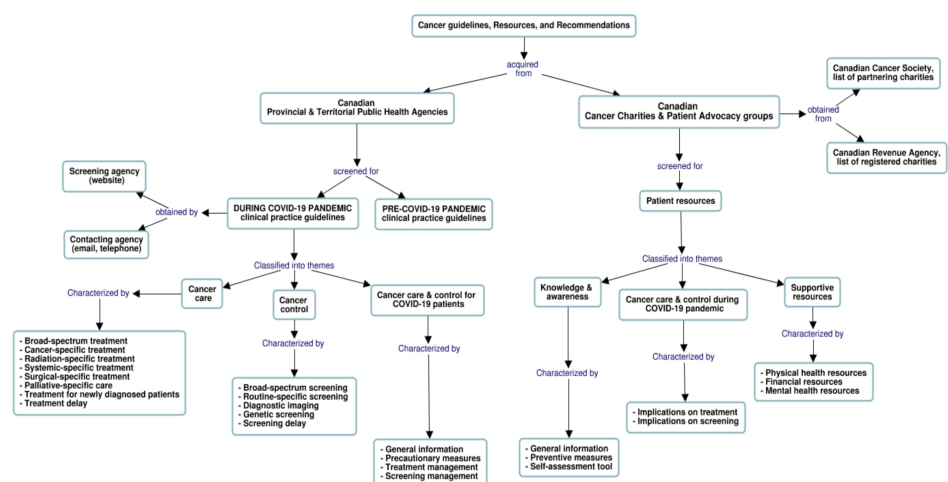 Cancer guidelines, Resources, and Recommendations
acquired
from
Canadian
Provincial & Territorial Public Health Agencies
Canadian
Cancer Charities & Patient Advocacy groups
obtained
from
Canadian Cancer Society,
list of partnering charities
Canadian Revenue Agency,
list of registered charities
screened for
screened for
Screening agency
(website)
obtained by
Contacting agency
(email, telephone)
DURING COVID-19 PANDEMIC
clinical practice guidelines
PRE-COVID-19 PANDEMIC
clinical practice guidelines
Patient resources
Classified into themes
Classified into themes
Characterized by
Cancer
care
Cancer
control
Cancer care & control for
COVID-19 patients
Knowledge &
awareness
Cancer care & control during
COVID-19 pandemic
Supportive
resources
Characterized by
Characterized by
Characterized by
Characterized by
Characterized by
- Broad-spectrum treatment
- Cancer-specific treatment
- Radiation-specific treatment
- Systemic-specific treatment
- Surgical-specific treatment
- Palliative-specific care
- Treatment for newly diagnosed patients
- Treatment delay
- Broad-spectrum screening
- Routine-specific screening
- Diagnostic imaging
- Genetic screening
- Screening delay
- General information
- Precautionary measures
- Treatment management
- Screening management
- General information
- Preventive measures
- Self-assessment tool
- Implications on treatment
- Implications on screening
- Physical health resources
- Financial resources
- Mental health resources